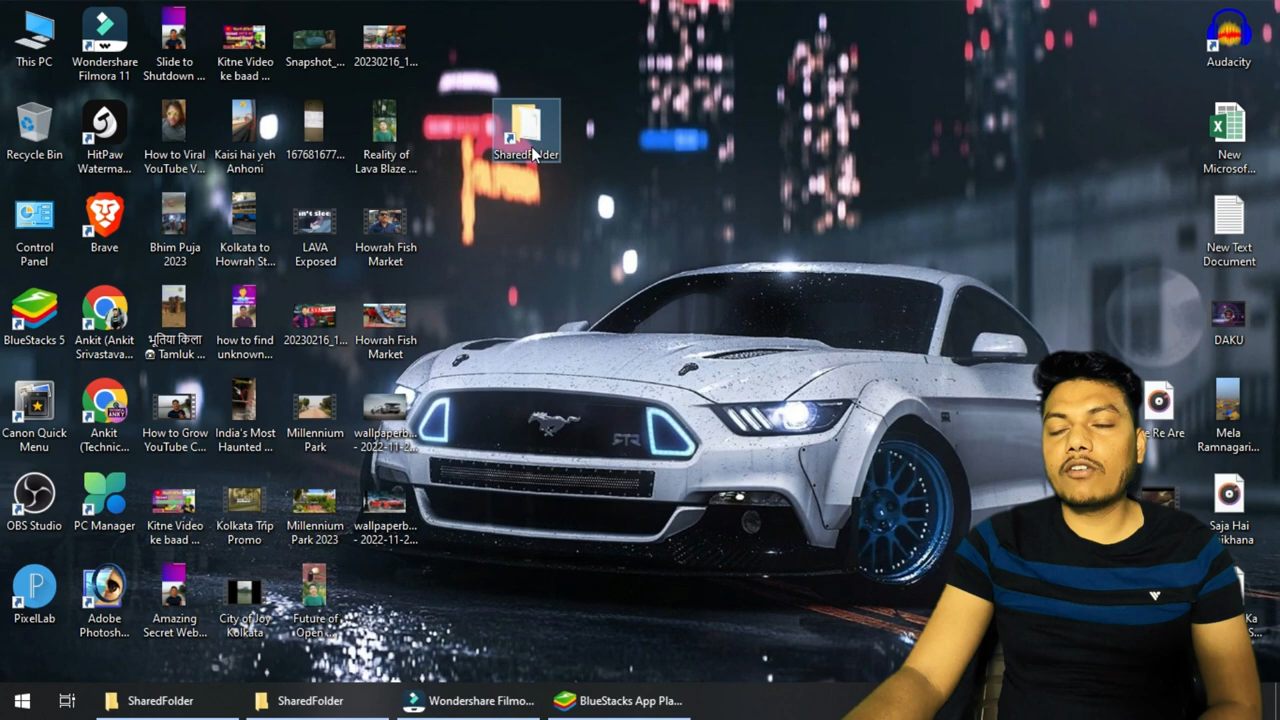 This PC
Wondershare
Filmora 11
Slide to
Shutdown ...
Kitne Video
ke baad ...
Snapshot_...
20230216_1...
Audacity
Recycle Bin
HitPaw
Waterma...
How to Viral
YouTube V...
Kaisi hai yeh
Anhoni
167681677...
Reality of
Lava Blaze ...
SharedFolder
New
Microsof...
Control
Panel
Brave
Bhim Puja
2023
Kolkata to
Howrah St...
LAVA
Exposed
Howrah Fish
Market
New Text
Document
BlueStacks 5
Ankit (Ankit
Srivastava...
भूतिया किला
Tamluk ...
how to find
unknown...
20230216_1...
Howrah Fish
Market
DAKU
Canon Quick
Menu
Ankit
(Technic...
How to Grow
YouTube C...
India's Most
Haunted ...
Millennium
Park
wallpaperb...
- 2022-11-2...
e Re Are
Mela
Ramnagari...
OBS Studio
PC Manager
Kitne Video
ke baad ...
Kolkata Trip
Promo
Millennium
Park 2023
wallpaperb...
- 2022-11-2...
Saja Hai
ikhana
PixelLab
Adobe
Photosh...
Amazing
Secret Web...
City of Joy
Kolkata
Future of
Open ...
Ka
S...
SharedFolder
SharedFolder
Wondershare Filmo...
BlueStacks App Pla...